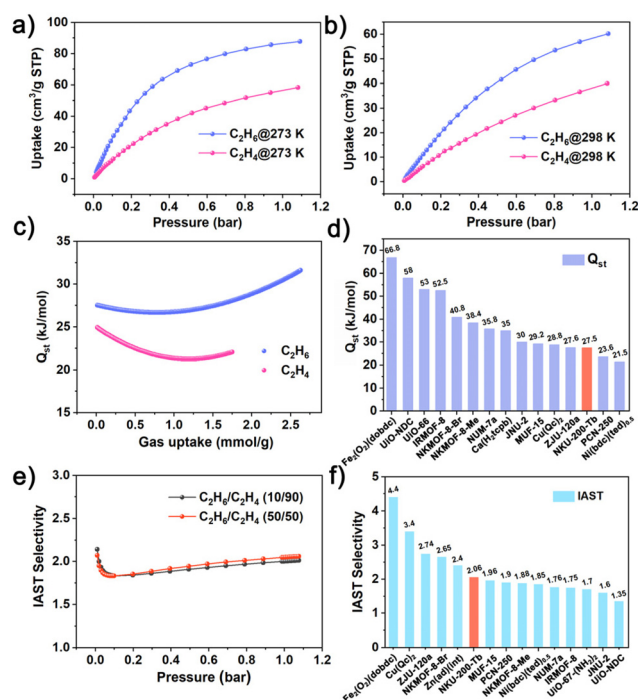 a)
Uptake (cm³/g STP)
100
80
60
40
20
0
C₂H₆@273 K
C₂H₄@273 K
0.0 0.2 0.4 0.6 0.8 1.0 1.2
Pressure (bar)
b)
Uptake (cm³/g STP)
60
50
40
30
20
10
0
C₂H₆@298 K
C₂H₄@298 K
0.0 0.2 0.4 0.6 0.8 1.0 1.2
Pressure (bar)
c)
Qst (kJ/mol)
35
30
25
20
15
C₂H₆
C₂H₄
0 1 2 3
Gas uptake (mmol/g)
d)
Qst (kJ/mol)
70
60
50
40
30
20
10
0
Qst
66.8
58
53
52.5
40.8
38.4
35.8
35
30
29.2
28.8
27.6
27.5
23.6
21.5
Fe₂(O₂)(dobdc)
UiO-NDC
UiO-66
IRMOF-8
NKMOF-8-Br
NKMOF-8-Me
NUM-7a
Ca(H₂tcpb)
JNU-2
MUF-15
Cu(Qc)₂
ZJU-120a
NKU-200-Tb
PCN-250
Ni(bdc)(ted)₀.₅
e)
IAST Selectivity
3.0
2.5
2.0
1.5
1.0
C₂H₆/C₂H₄ (10/90)
C₂H₆/C₂H₄ (50/50)
0.0 0.2 0.4 0.6 0.8 1.0 1.2
Pressure (bar)
f)
IAST Selectivity
5
4
3
2
1
0
IAST
4.4
3.4
2.74
2.65
2.4
2.06
1.96
1.9
1.88
1.85
1.76
1.75
1.7
1.6
1.35
Fe₂(O₂)(dobdc)
Cu(Qc)₂
ZJU-120a
NKMOF-8-Br
Zn(ad)(int)
NKU-200-Tb
MUF-15
PCN-250
NKMOF-8-Me
Ni(bdc)(ted)₀.₅
NUM-7a
IRMOF-a
UiO-67-(NH₂)₂
JNU-2
UiO-NDC